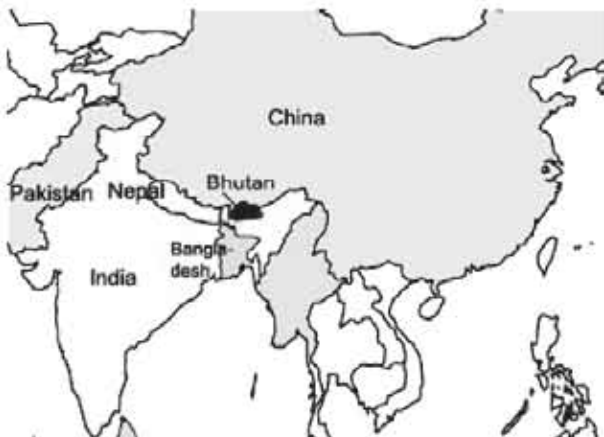 China
Pakistan
Nepal
Bhutan
Bangla-
desh
India